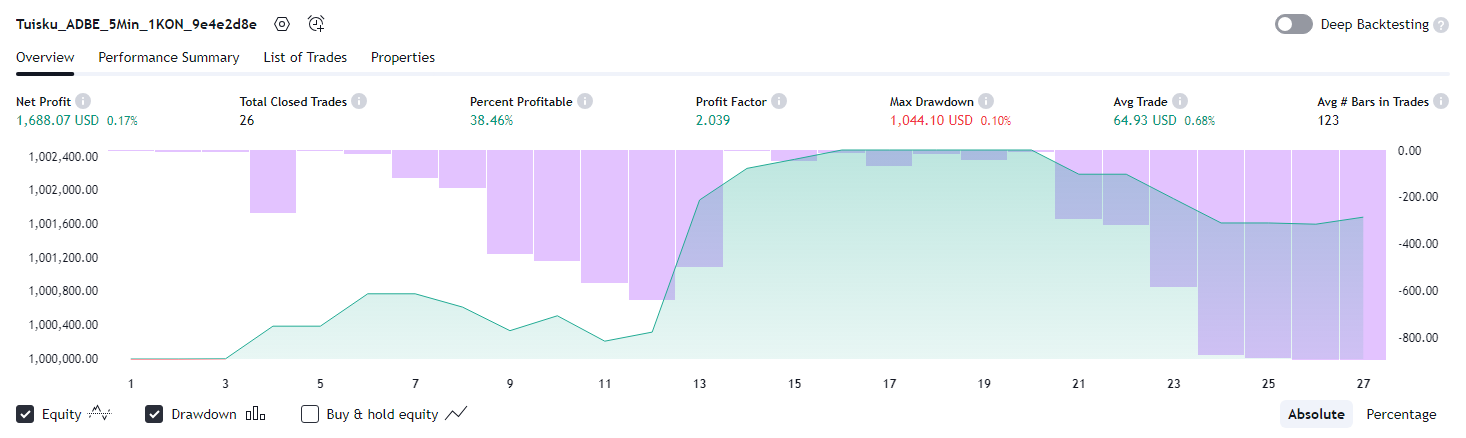 Tuisku_ADBE_5Min_1KON_9e4e2d8e
Deep Backtesting ?
Overview Performance Summary List of Trades Properties
Net Profit Total Closed Trades Percent Profitable Profit Factor Max Drawdown Avg Trade Avg # Bars in Trades
1,688.07 USD 0.17% 26 38.46% 2.039 1,044.10 USD 0.10% 64.93 USD 0.68% 123
1,002,400.00 0.00
1,002,000.00 -200.00
1,001,600.00 -400.00
1,001,200.00 -600.00
1,000,800.00 -800.00
1,000,400.00
1,000,000.00
1 3 5 7 9 11 13 15 17 19 21 23 25 27
Equity Drawdown Buy & hold equity Absolute Percentage